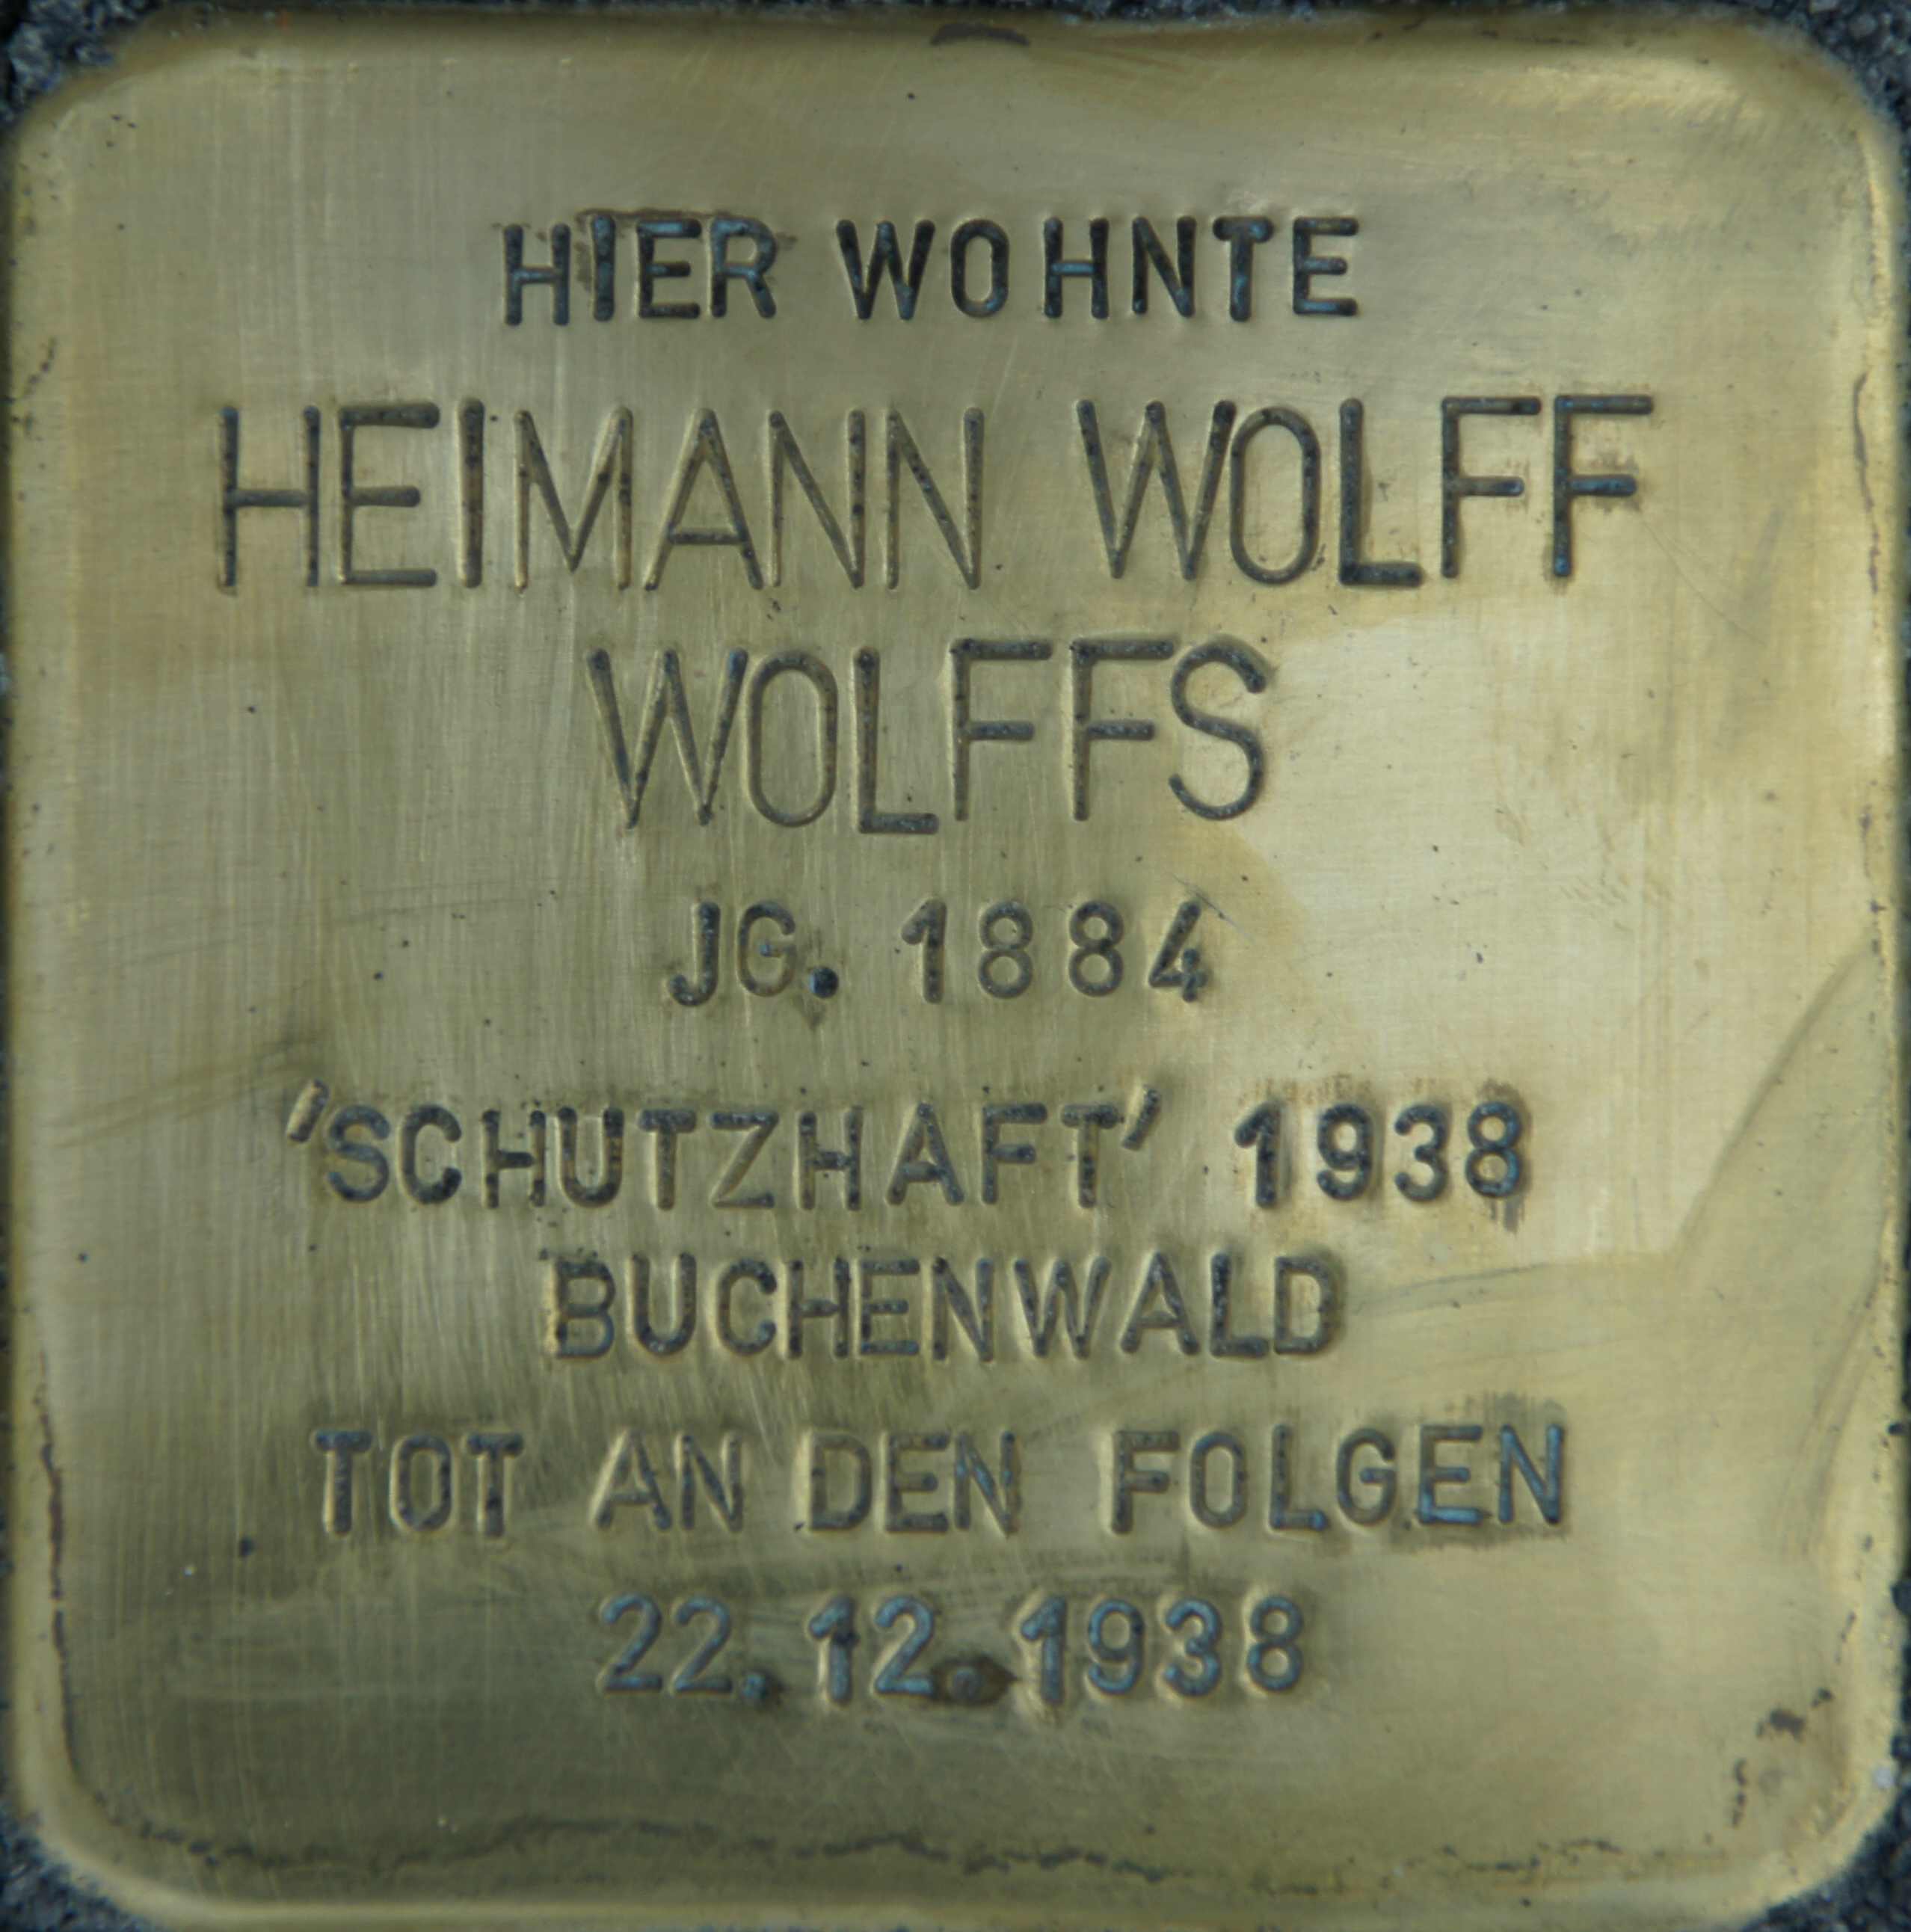 HIER WOHNTE
HEIMANN WOLFF
WOLFFS
JG. 1884
'SCHUTZHAFT' 1938
BUCHENWALD
TOT AN DEN FOLGEN
22.12.1938